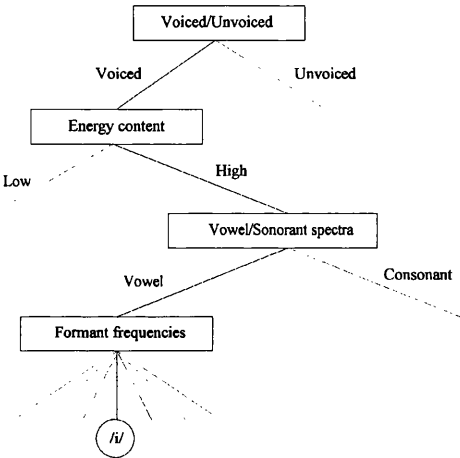 Voiced/Unvoiced
Voiced
Unvoiced
Energy content
Low
High
Vowel/Sonorant spectra
Vowel
Consonant
Formant frequencies
/i/